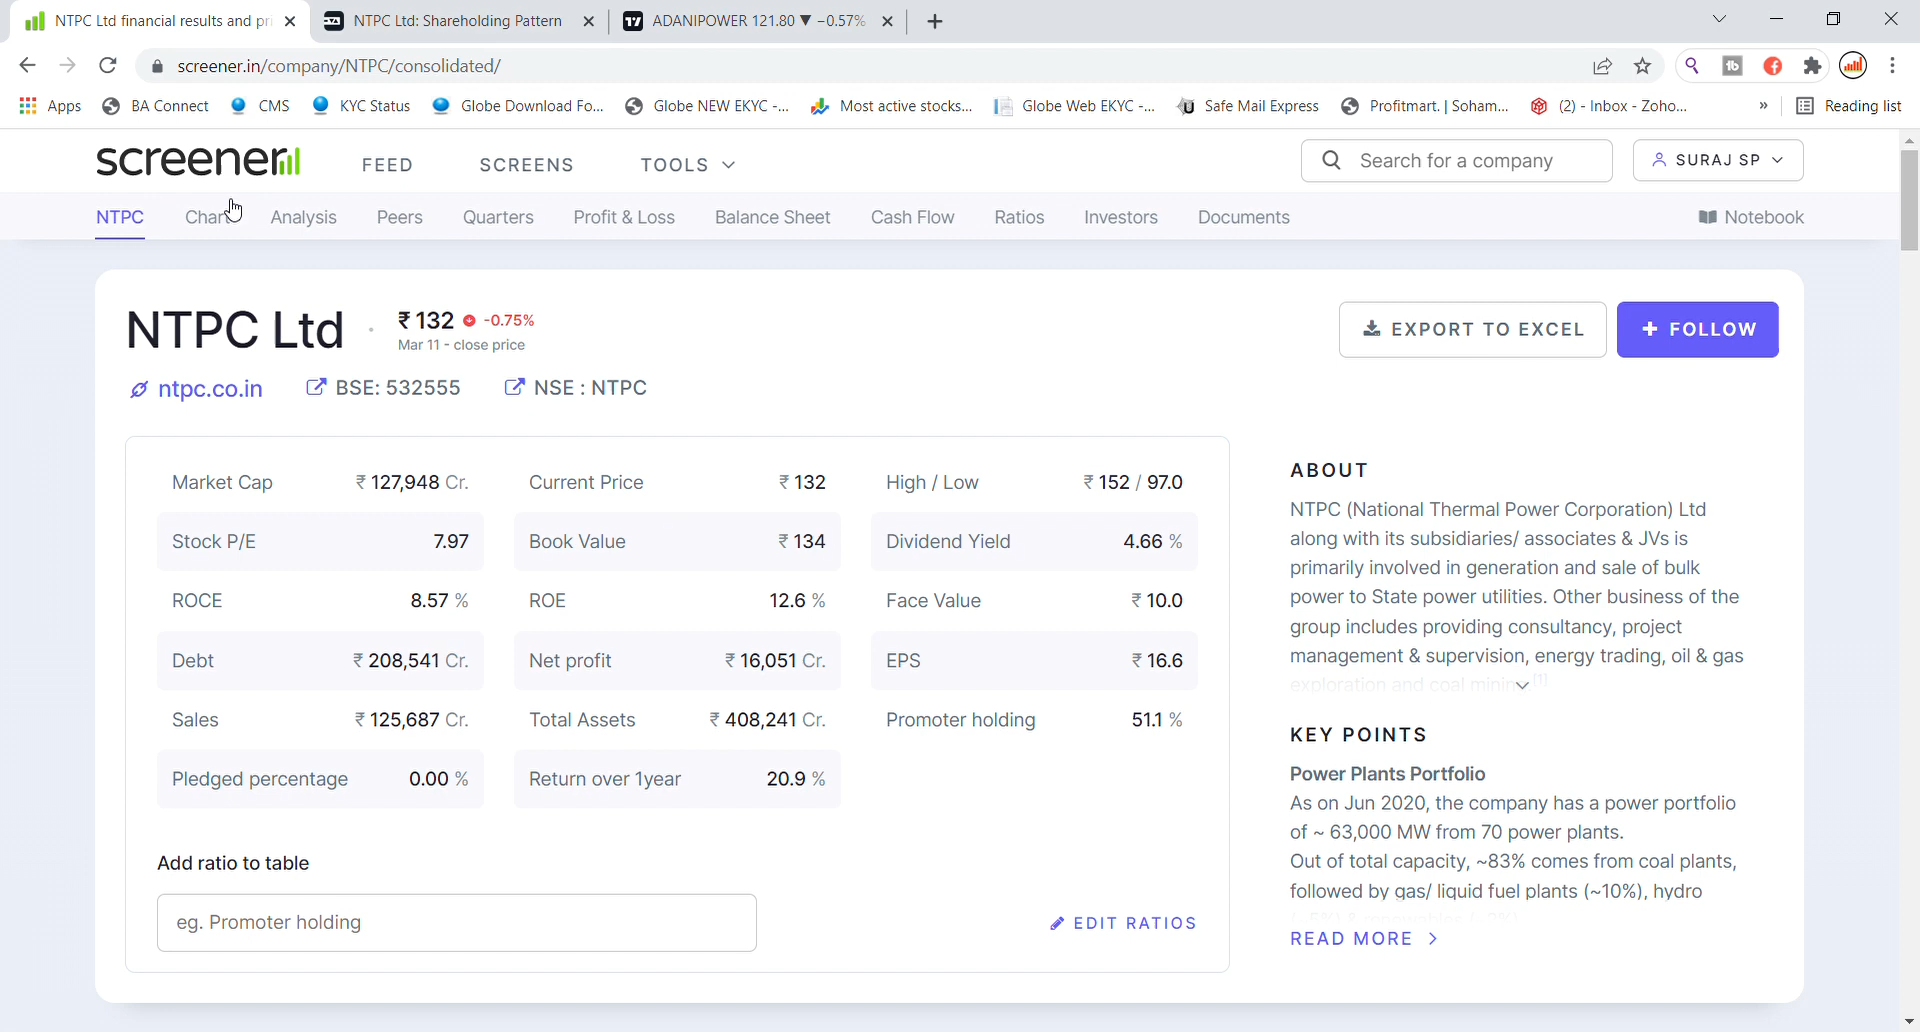 NTPC Ltd financial results and pri
NTPC Ltd: Shareholding Pattern
ADANIPOWER 121.80 ▼ −0.57%
screener.in/company/NTPC/consolidated/
Apps
BA Connect
CMS
KYC Status
Globe Download Fo...
Globe NEW EKYC -...
Most active stocks...
Globe Web EKYC -...
Safe Mail Express
Profitmart. | Soham...
(2) - Inbox - Zoho...
»
Reading list
screener
FEED
SCREENS
TOOLS
Search for a company
SURAJ SP
NTPC
Chart
Analysis
Peers
Quarters
Profit & Loss
Balance Sheet
Cash Flow
Ratios
Investors
Documents
Notebook
NTPC Ltd
₹ 132 -0.75%
Mar 11 - close price
EXPORT TO EXCEL
+ FOLLOW
ntpc.co.in
BSE: 532555
NSE : NTPC
Market Cap ₹ 127,948 Cr.
Current Price ₹ 132
High / Low ₹ 152 / 97.0
Stock P/E 7.97
Book Value ₹ 134
Dividend Yield 4.66 %
ROCE 8.57 %
ROE 12.6 %
Face Value ₹ 10.0
Debt ₹ 208,541 Cr.
Net profit ₹ 16,051 Cr.
EPS ₹ 16.6
Sales ₹ 125,687 Cr.
Total Assets ₹ 408,241 Cr.
Promoter holding 51.1 %
Pledged percentage 0.00 %
Return over 1year 20.9 %
Add ratio to table
eg. Promoter holding
EDIT RATIOS
ABOUT
NTPC (National Thermal Power Corporation) Ltd
along with its subsidiaries/ associates & JVs is
primarily involved in generation and sale of bulk
power to State power utilities. Other business of the
group includes providing consultancy, project
management & supervision, energy trading, oil & gas
exploration and coal mining [1]
KEY POINTS
Power Plants Portfolio
As on Jun 2020, the company has a power portfolio
of ~ 63,000 MW from 70 power plants.
Out of total capacity, ~83% comes from coal plants,
followed by gas/ liquid fuel plants (~10%), hydro
READ MORE >